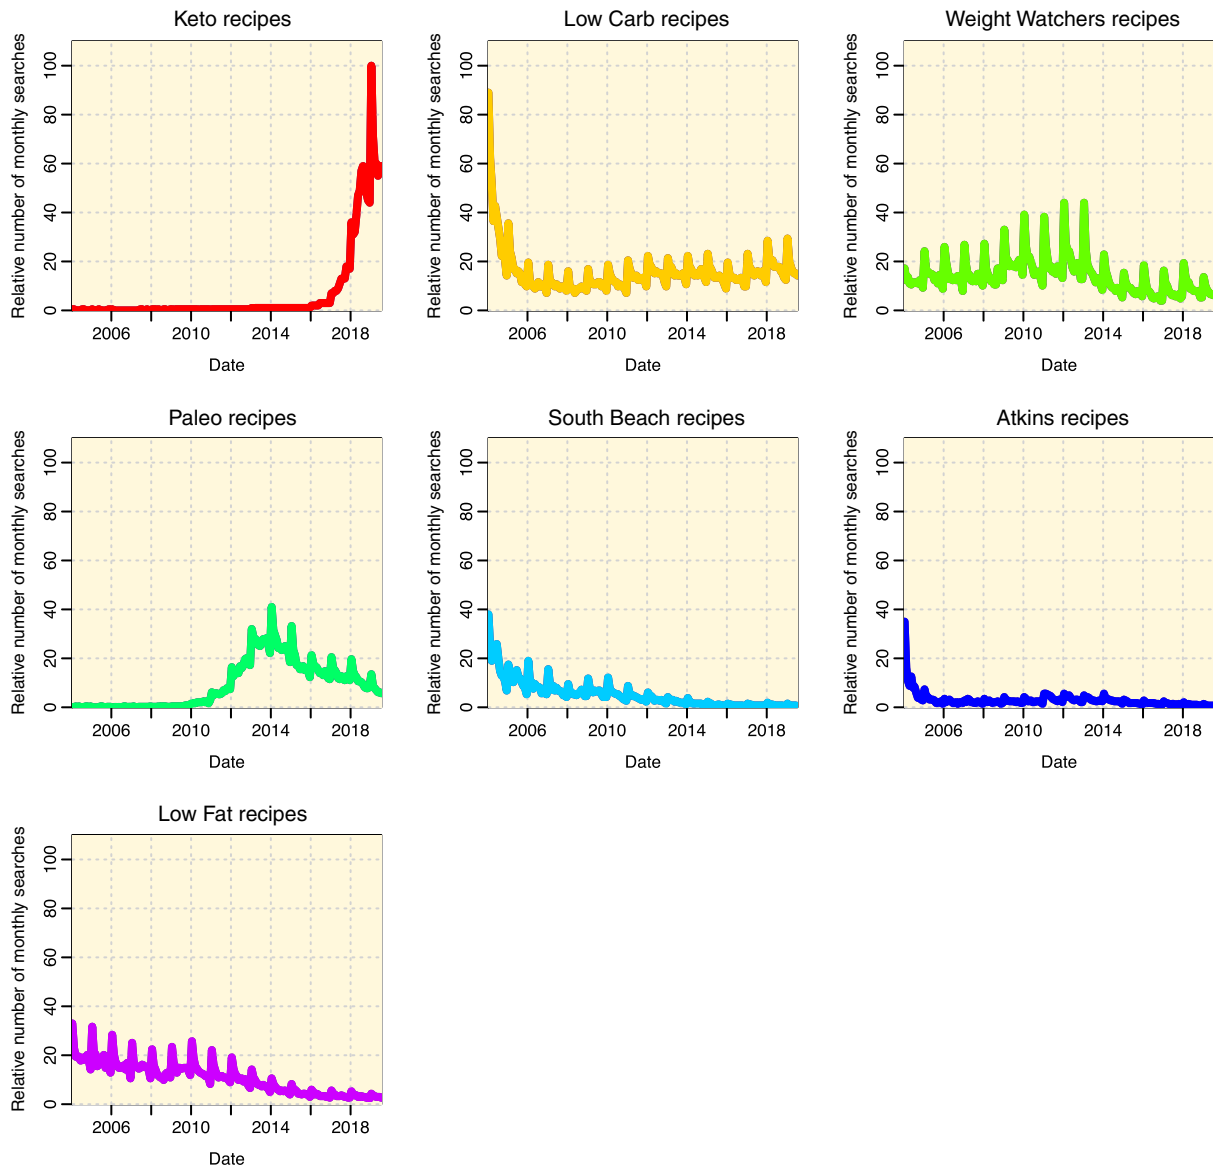 Keto recipes
Relative number of monthly searches
0 20 40 60 80 100
2006 2010 2014 2018
Date
Low Carb recipes
Relative number of monthly searches
0 20 40 60 80 100
2006 2010 2014 2018
Date
Weight Watchers recipes
Relative number of monthly searches
0 20 40 60 80 100
2006 2010 2014 2018
Date
Paleo recipes
Relative number of monthly searches
0 20 40 60 80 100
2006 2010 2014 2018
Date
South Beach recipes
Relative number of monthly searches
0 20 40 60 80 100
2006 2010 2014 2018
Date
Atkins recipes
Relative number of monthly searches
0 20 40 60 80 100
2006 2010 2014 2018
Date
Low Fat recipes
Relative number of monthly searches
0 20 40 60 80 100
2006 2010 2014 2018
Date